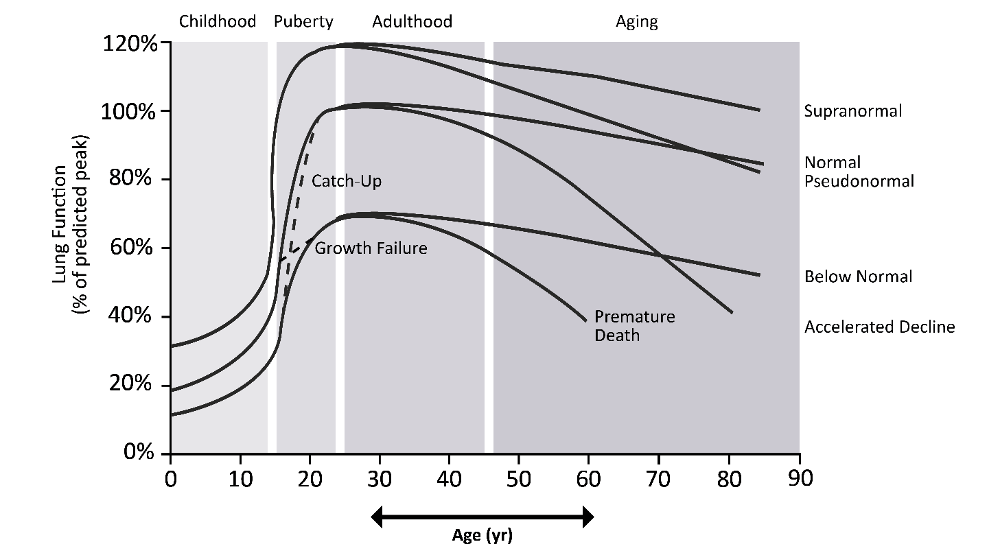 Childhood Puberty Adulthood Aging
120%
100%
80%
60%
40%
20%
0%
Lung Function
(% of predicted peak)
Catch-Up
Growth Failure
Premature
Death
Supranormal
Normal
Pseudonormal
Below Normal
Accelerated Decline
0 10 20 30 40 50 60 70 80 90
Age (yr)